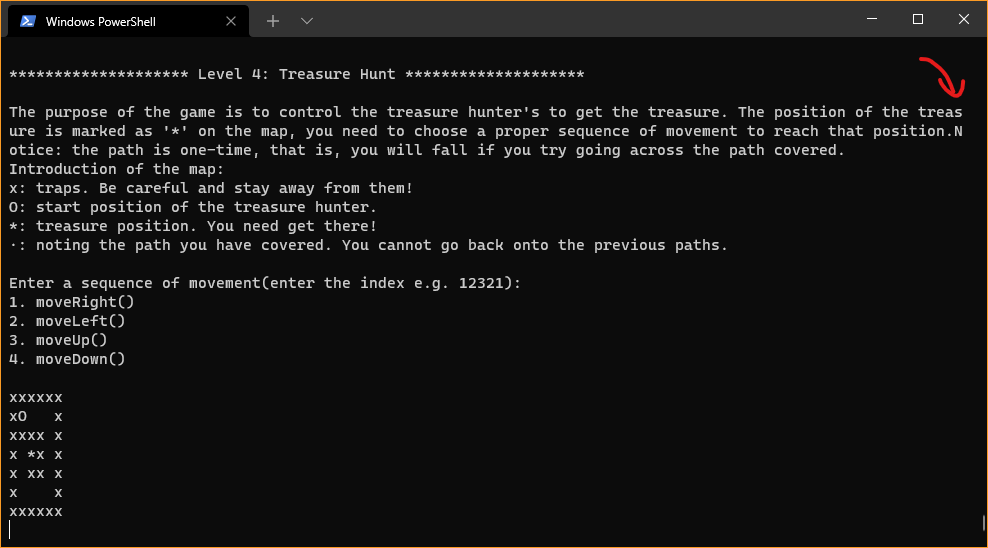 Windows PowerShell
******************** Level 4: Treasure Hunt ********************
The purpose of the game is to control the treasure hunter's to get the treasure. The position of the treas
ure is marked as '*' on the map, you need to choose a proper sequence of movement to reach that position.N
otice: the path is one-time, that is, you will fall if you try going across the path covered.
Introduction of the map:
x: traps. Be careful and stay away from them!
O: start position of the treasure hunter.
*: treasure position. You need get there!
·: noting the path you have covered. You cannot go back onto the previous paths.
Enter a sequence of movement(enter the index e.g. 12321):
1. moveRight()
2. moveLeft()
3. moveUp()
4. moveDown()
xxxxxx
xO   x
xxxx x
x *x x
x xx x
x    x
xxxxxx